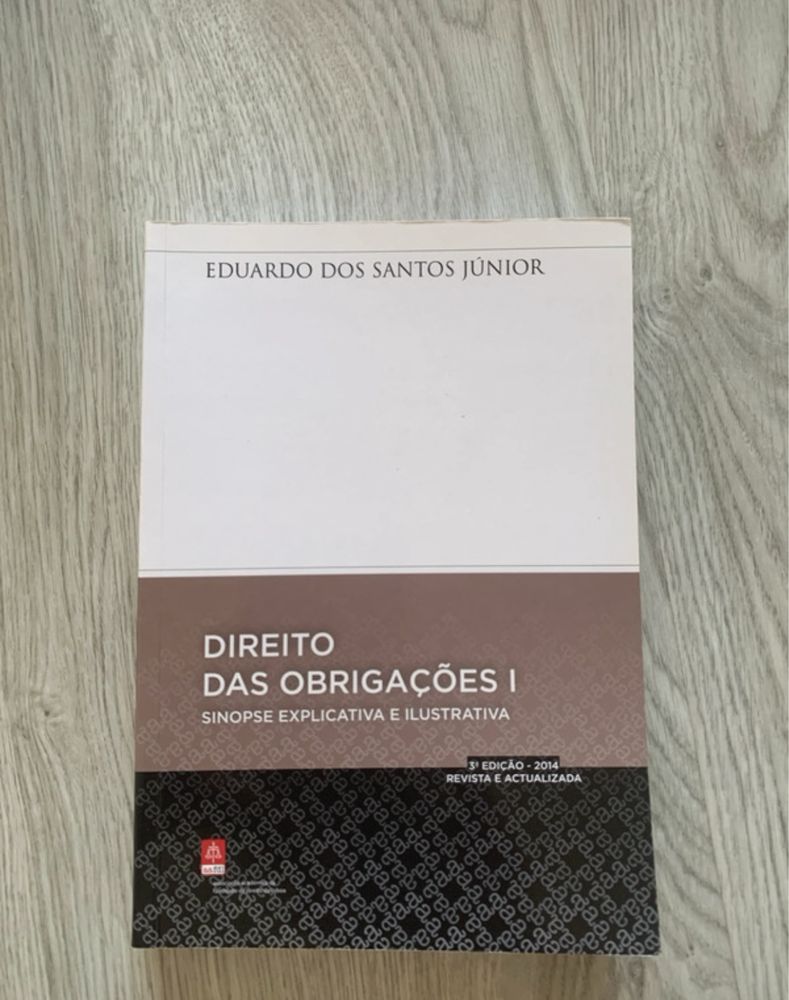 EDUARDO DOS SANTOS JÚNIOR
DIREITO
DAS OBRIGAÇÕES I
SINOPSE EXPLICATIVA E ILUSTRATIVA
3ª EDIÇÃO - 2014
REVISTA E ACTUALIZADA